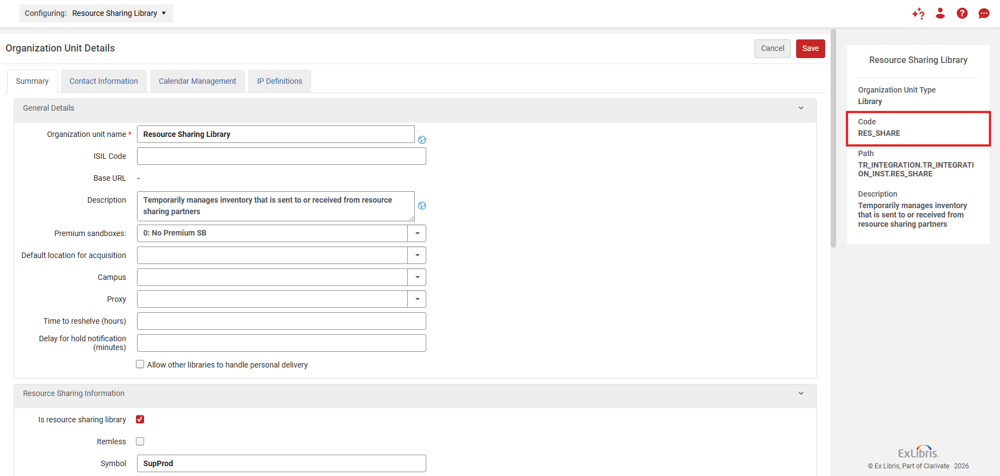 Configuring: Resource Sharing Library
Organization Unit Details
Cancel
Save
Summary
Contact Information
Calendar Management
IP Definitions
General Details
Organization unit name *
Resource Sharing Library
ISIL Code
Base URL
-
Description
Temporarily manages inventory that is sent to or received from resource
sharing partners
Premium sandboxes:
0: No Premium SB
Default location for acquisition
Campus
Proxy
Time to reshelve (hours)
Delay for hold notification
(minutes)
Allow other libraries to handle personal delivery
Resource Sharing Information
Is resource sharing library
Itemless
Symbol
SupProd
Resource Sharing Library
Organization Unit Type
Library
Code
RES_SHARE
Path
TR_INTEGRATION.TR_INTEGRATI
ON_INST.RES_SHARE
Description
Temporarily manages inventory
that is sent to or received from
resource sharing partners
ExLibris
© Ex Libris, Part of Clarivate 2026